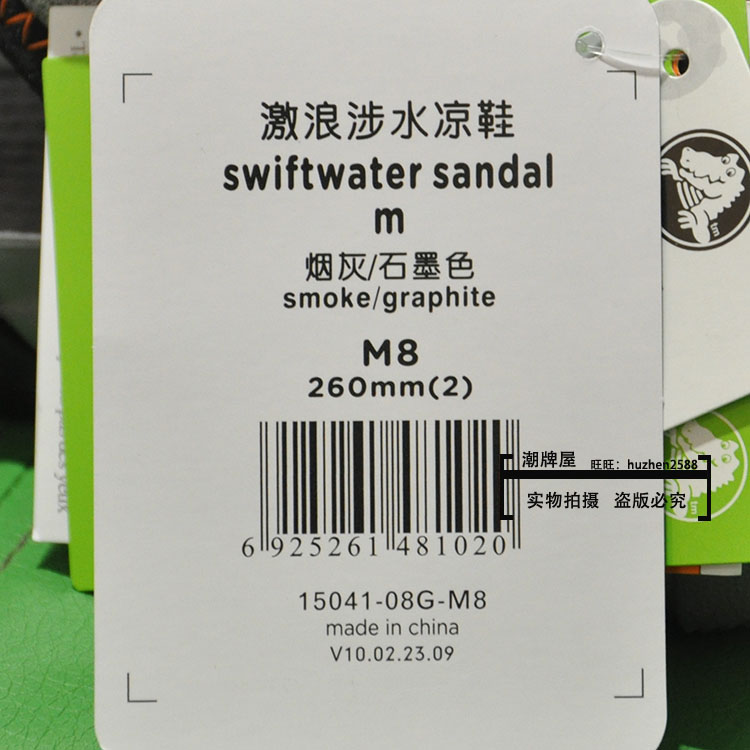 激浪涉水凉鞋
swiftwater sandal
m
烟灰/石墨色
smoke/graphite
M8
260mm(2)
潮牌屋 旺旺：huzhen2588
实物拍摄 盗版必究
6 925261 481020
15041-08G-M8
made in china
V10.02.23.09
tm
yeux